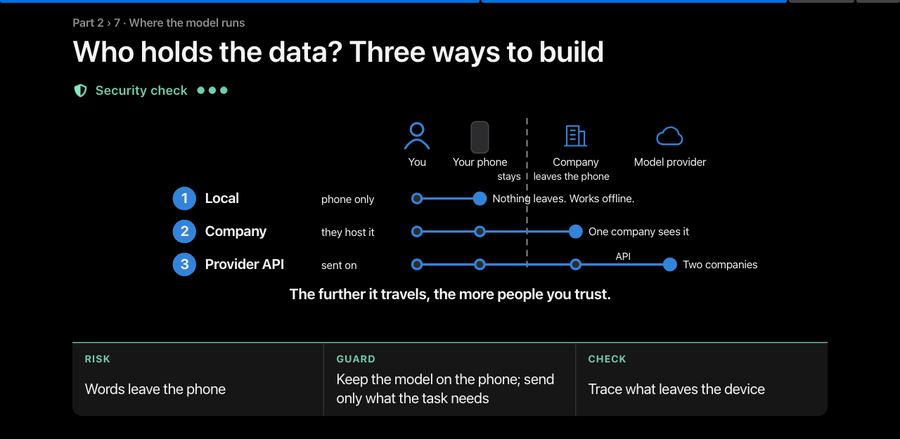 Part 2 › 7 · Where the model runs
Who holds the data? Three ways to build
Security check
You
Your phone
Company
Model provider
stays
leaves the phone
1 Local phone only Nothing leaves. Works offline.
2 Company they host it One company sees it
API
3 Provider API sent on Two companies
The further it travels, the more people you trust.
RISK
Words leave the phone
GUARD
Keep the model on the phone; send
only what the task needs
CHECK
Trace what leaves the device